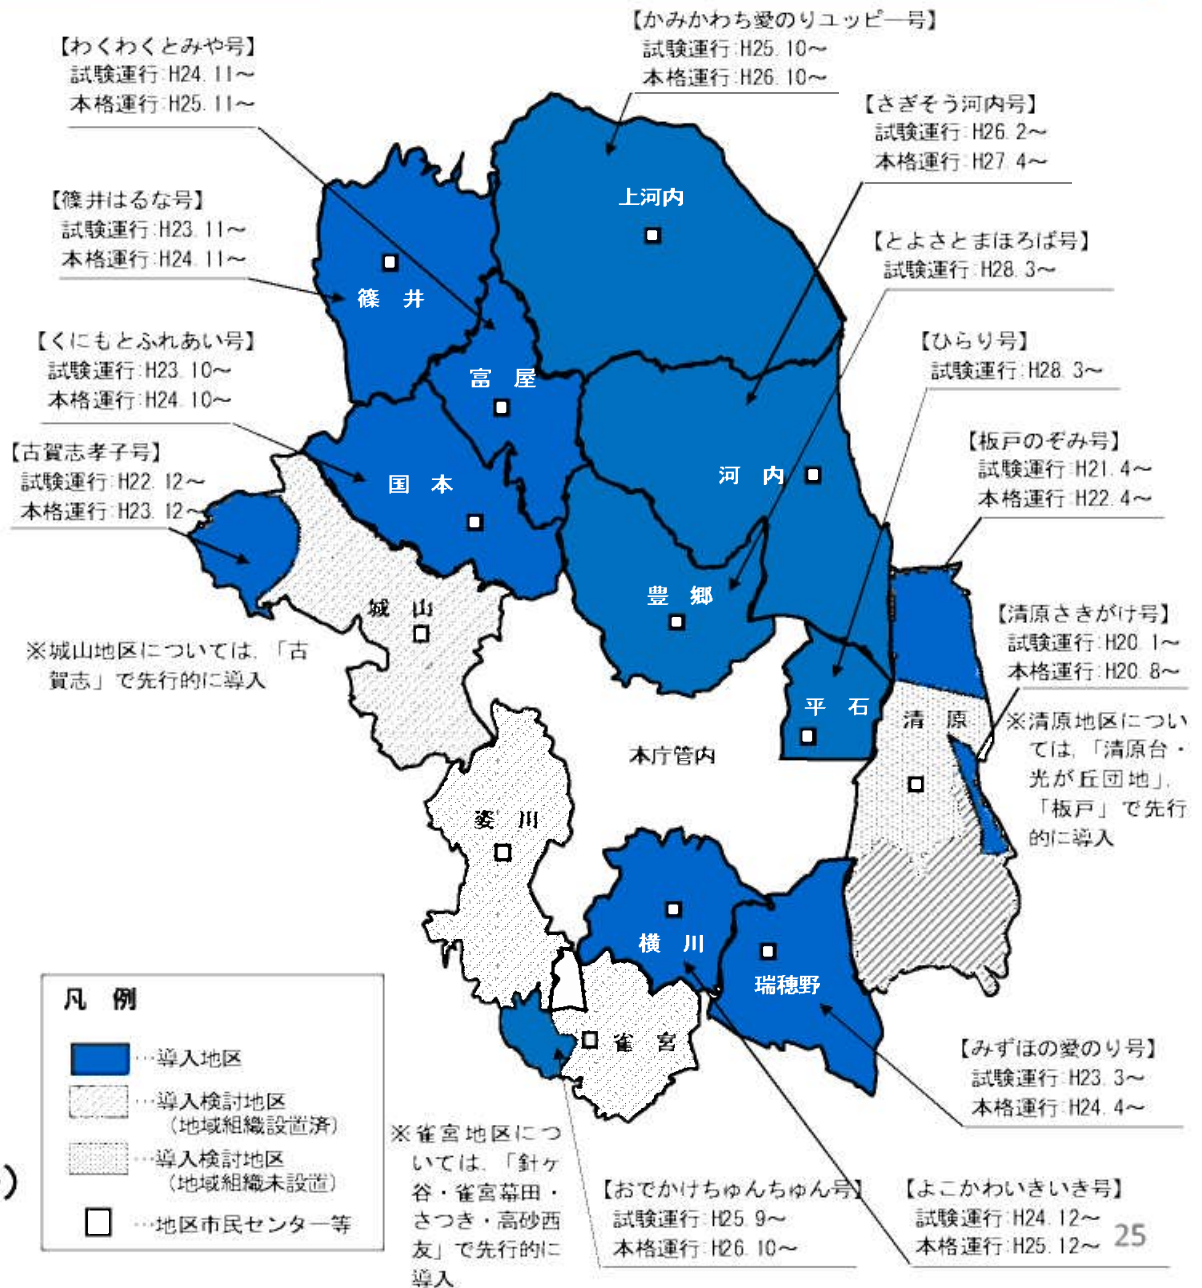 【かみかわち愛のりユッピー号】
試験運行:H25.10～
本格運行:H26.10～
【わくわくとみや号】
試験運行:H24.11～
本格運行:H25.11～
【さぎそう河内号】
試験運行:H26.2～
本格運行:H27.4～
【篠井はるな号】
試験運行:H23.11～
本格運行:H24.11～
【とよさとまほろば号】
試験運行:H28.3～
【くにもとふれあい号】
試験運行:H23.10～
本格運行:H24.10～
【ひらり号】
試験運行:H28.3～
【古賀志孝子号】
試験運行:H22.12～
本格運行:H23.12～
【板戸のぞみ号】
試験運行:H21.4～
本格運行:H22.4～
【清原さきがけ号】
試験運行:H20.1～
本格運行:H20.8～
※城山地区については、「古
賀志」で先行的に導入
※清原地区につい
ては、「清原台・
光が丘団地」、
「板戸」で先行
的に導入
上河内
篠井
富屋
国本
河内
城山
豊郷
平石
清原
本庁管内
姿川
横川
瑞穂野
雀宮
凡例
…導入地区
…導入検討地区
(地域組織設置済)
…導入検討地区
(地域組織未設置)
…地区市民センター等
)
※雀宮地区につ
いては、「針ヶ
谷・雀宮幕田・
さつき・高砂西
友」で先行的に
導入
【みずほの愛のり号】
試験運行:H23.3～
本格運行:H24.4～
【おでかけちゅんちゅん号】
試験運行:H25.9～
本格運行:H26.10～
【よこかわいきいき号】
試験運行:H24.12～
本格運行:H25.12～
25